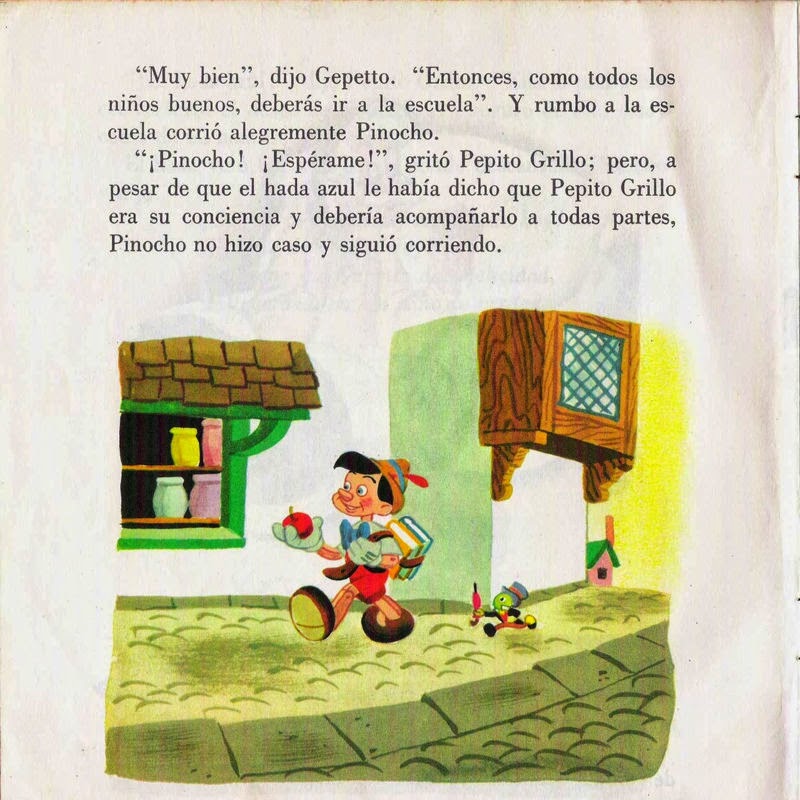 “Muy bien”, dijo Gepetto. “Entonces, como todos los
niños buenos, deberás ir a la escuela”. Y rumbo a la es-
cuela corrió alegremente Pinocho.
“¡Pinocho! ¡Espérame!”, gritó Pepito Grillo; pero, a
pesar de que el hada azul le había dicho que Pepito Grillo
era su conciencia y debería acompañarlo a todas partes,
Pinocho no hizo caso y siguió corriendo.